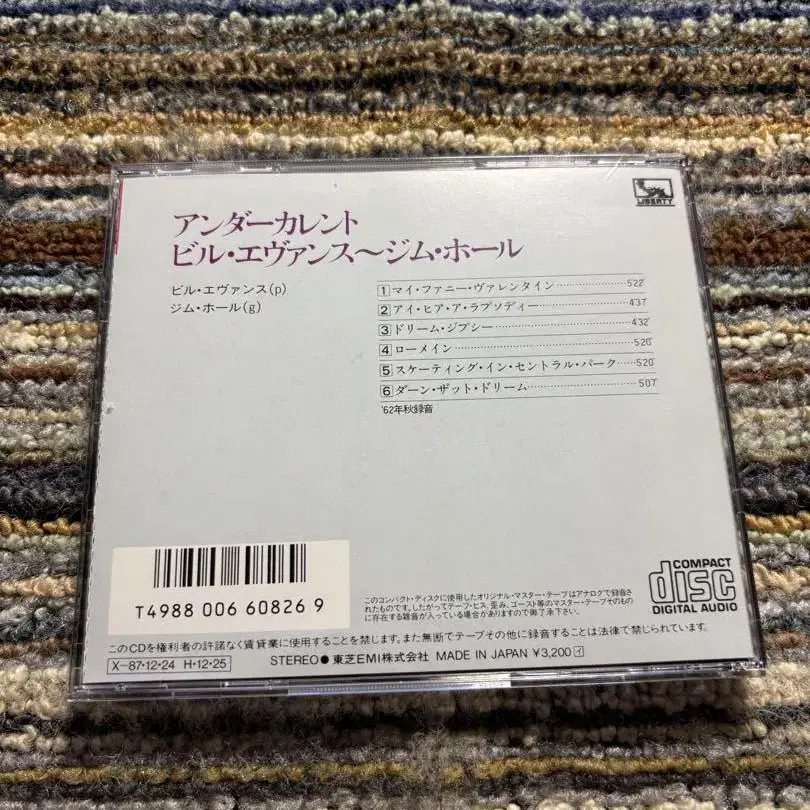 LIBERTY
アンダーカレント
ビル・エヴァンス〜ジム・ホール
ビル・エヴァンス(p)
ジム・ホール(g)
1 マイ・ファニー・ヴァレンタイン…………5'22"
2 アイ・ヒア・ア・ラプソディー…………4'37"
3 ドリーム・ジプシー…………4'32"
4 ローメイン…………5'20"
5 スケーティング・イン・セントラル・パーク……5'20"
6 ダーン・ザット・ドリーム…………5'07"
'62年秋録音
T4988 006 60826 9
このコンパクト・ディスクに使用したオリジナル・マスター・テープはアナログで録音さ
れたものです。したがってテープ・ヒス、歪み、ゴースト等のマスター・テープそのもの
に存在する雑音が入っている場合がありますので御了承下さい。
COMPACT
disc
DIGITAL AUDIO
このCDを権利者の許諾なく賃貸業に使用することを禁じます。また無断でテープその他に録音することは法律で禁じられています。
X-87・12・24 H・12・25
STEREO● 東芝EMI株式会社 MADE IN JAPAN ¥3,200 イ